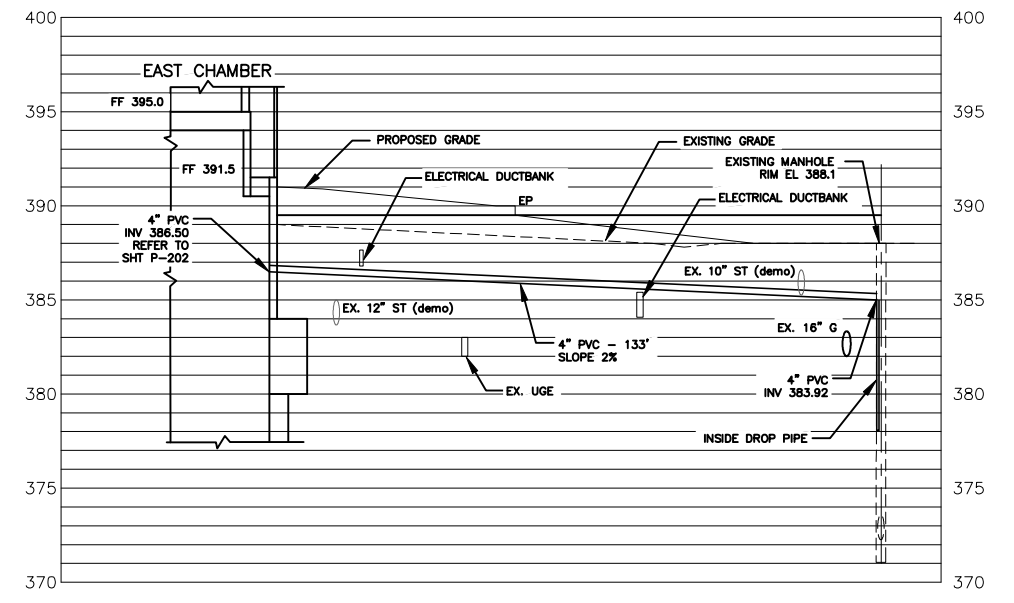 400
400
EAST CHAMBER
FF 395.0
395
395
PROPOSED GRADE
EXISTING GRADE
FF 391.5
EXISTING MANHOLE
RIM EL 388.1
ELECTRICAL DUCTBANK
ELECTRICAL DUCTBANK
390
EP
390
4" PVC
INV 386.50
REFER TO
SHT P-202
EX. 10" ST (demo)
385
385
EX. 12" ST (demo)
EX. 16" G
4" PVC - 133'
SLOPE 2%
4" PVC
INV 383.92
380
EX. UGE
380
INSIDE DROP PIPE
375
375
370
370